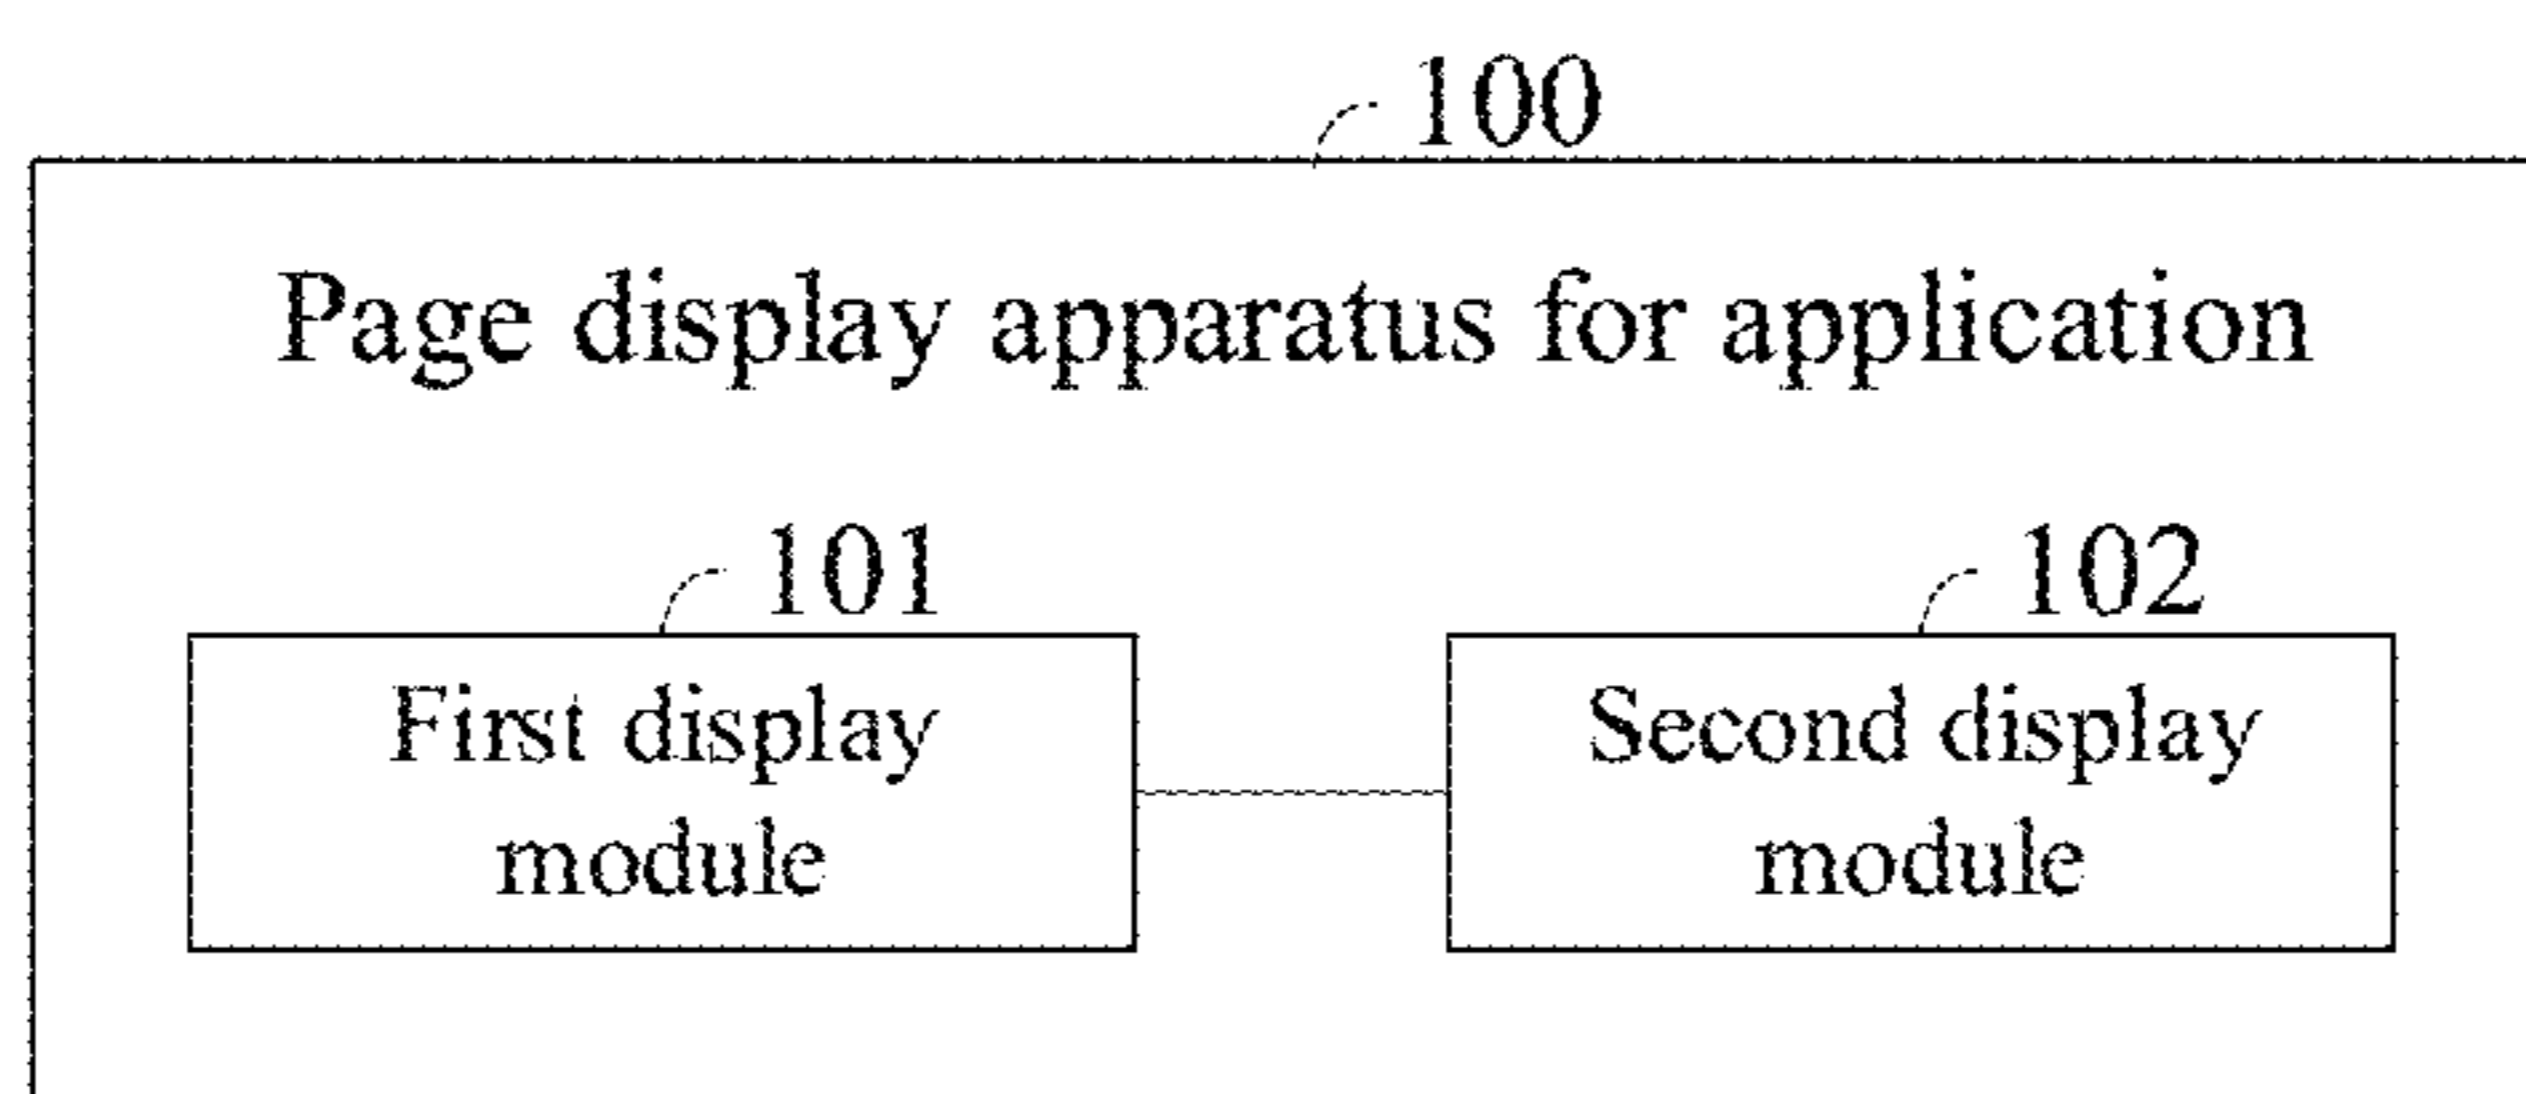 100
Page display apparatus for application
101
102
First display
module
Second display
module